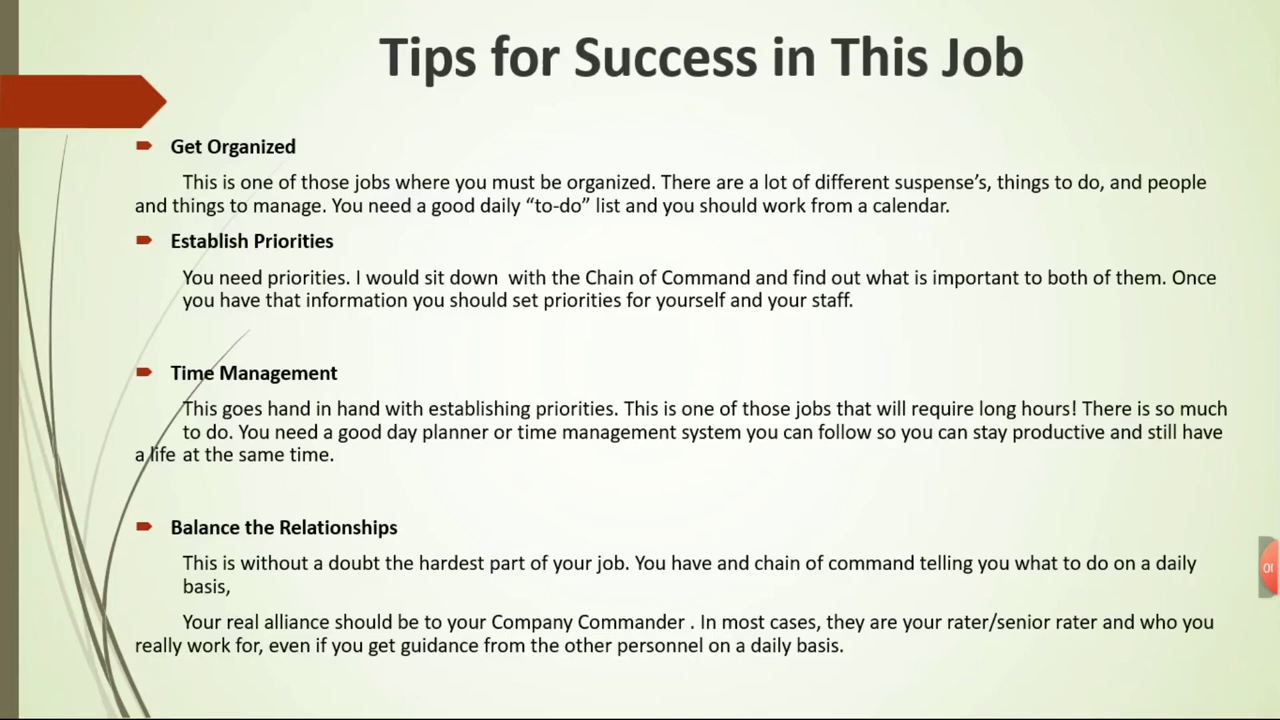 Tips for Success in This Job
Get Organized
This is one of those jobs where you must be organized. There are a lot of different suspense’s, things to do, and people
and things to manage. You need a good daily “to-do” list and you should work from a calendar.
Establish Priorities
You need priorities. I would sit down  with the Chain of Command and find out what is important to both of them. Once
you have that information you should set priorities for yourself and your staff.
Time Management
This goes hand in hand with establishing priorities. This is one of those jobs that will require long hours! There is so much
to do. You need a good day planner or time management system you can follow so you can stay productive and still have
a life at the same time.
Balance the Relationships
This is without a doubt the hardest part of your job. You have and chain of command telling you what to do on a daily
basis,
Your real alliance should be to your Company Commander . In most cases, they are your rater/senior rater and who you
really work for, even if you get guidance from the other personnel on a daily basis.